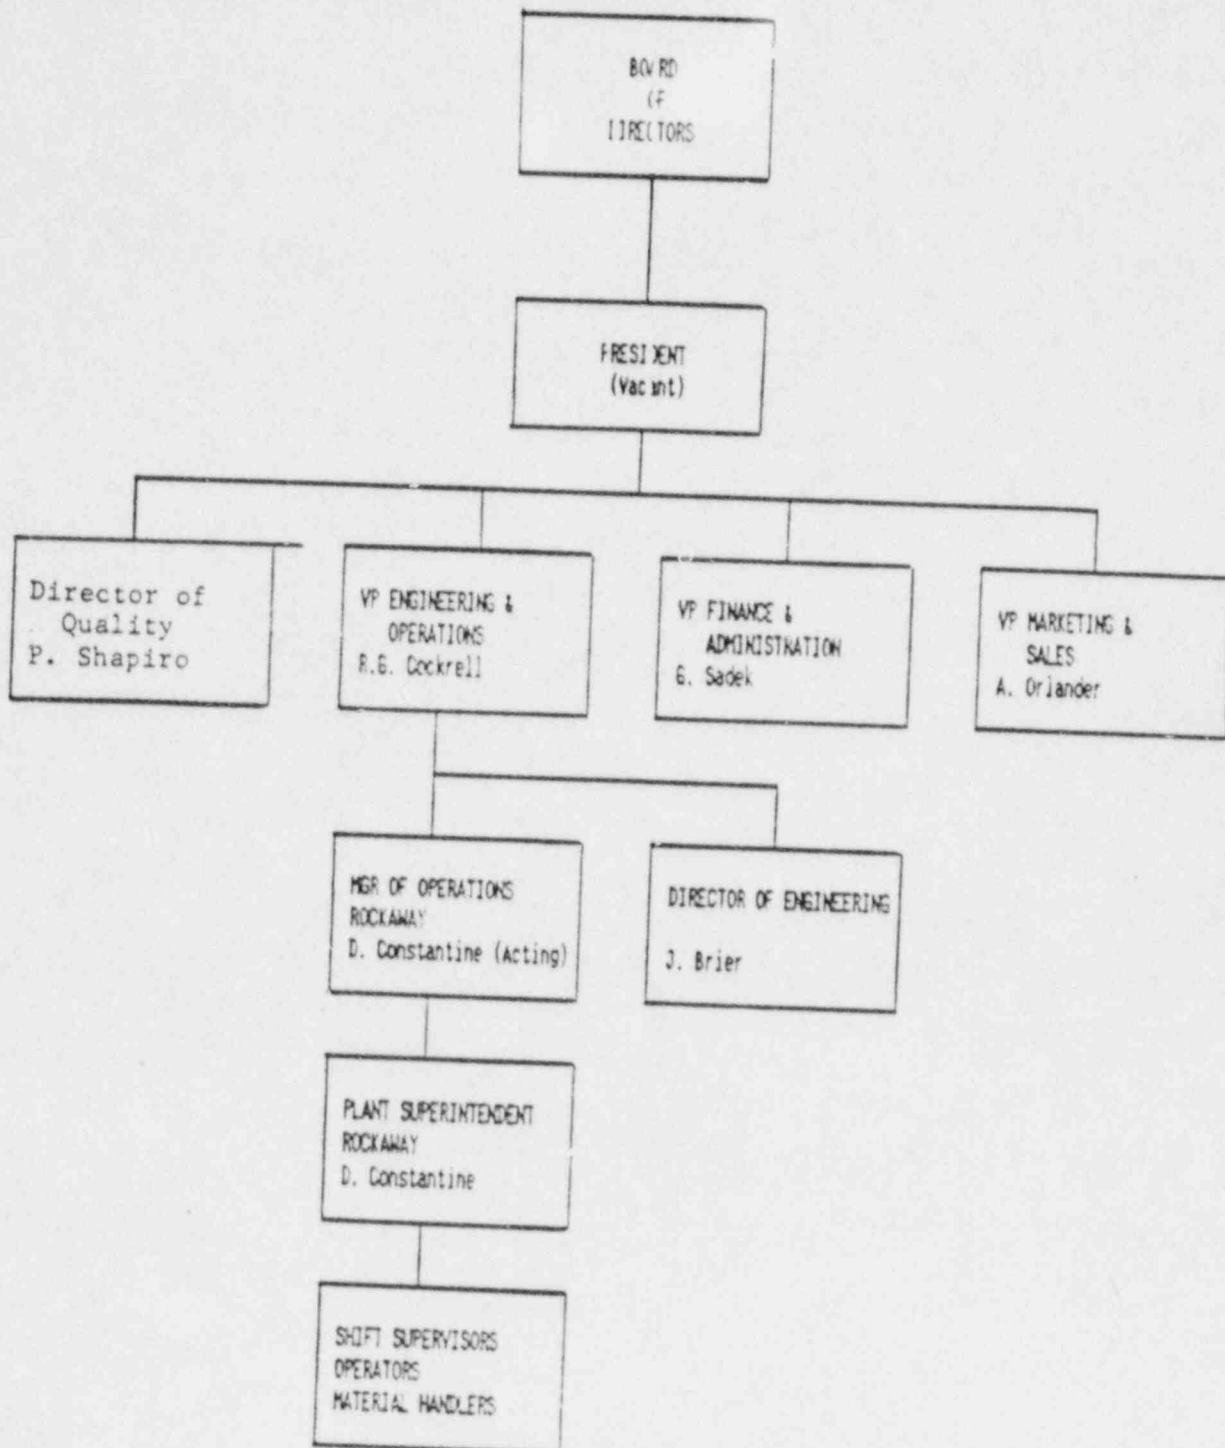 BOARD
OF
DIRECTORS
PRESIDENT
(Vacant)
Director of
Quality
P. Shapiro
VP ENGINEERING &
OPERATIONS
R.G. Cockrell
VP FINANCE &
ADMINISTRATION
G. Sadek
VP MARKETING &
SALES
A. Orlander
MGR OF OPERATIONS
ROCKAWAY
D. Constantine (Acting)
DIRECTOR OF ENGINEERING
J. Brier
PLANT SUPERINTENDENT
ROCKAWAY
D. Constantine
SHIFT SUPERVISORS
OPERATORS
MATERIAL HANDLERS